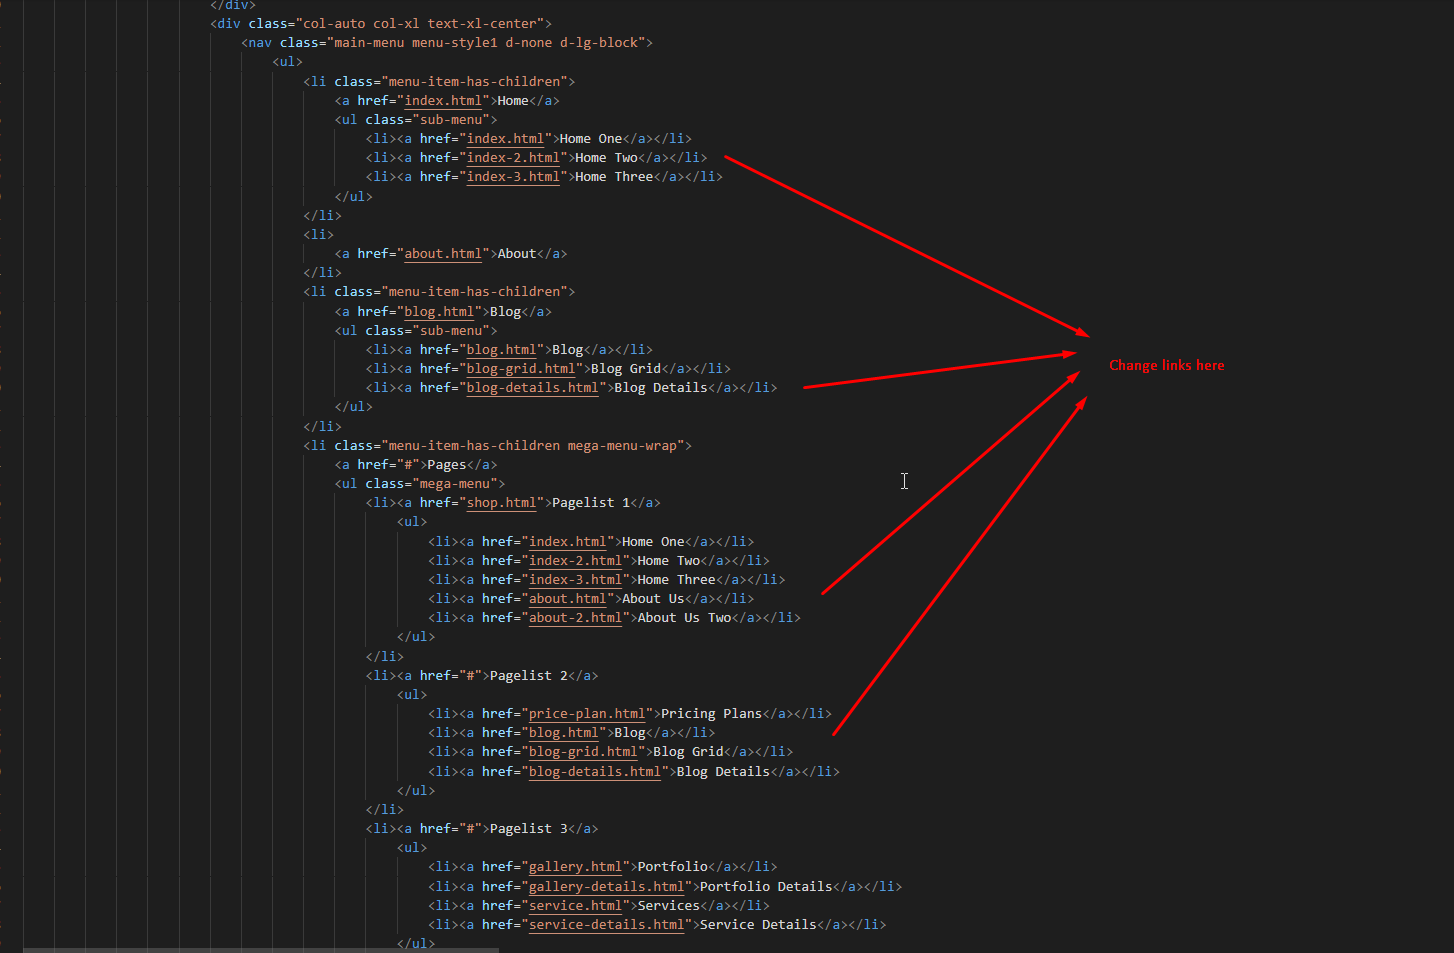 </div>
<div class="col-auto col-xl text-xl-center">
<nav class="main-menu menu-style1 d-none d-lg-block">
<ul>
<li class="menu-item-has-children">
<a href="index.html">Home</a>
<ul class="sub-menu">
<li><a href="index.html">Home One</a></li>
<li><a href="index-2.html">Home Two</a></li>
<li><a href="index-3.html">Home Three</a></li>
</ul>
</li>
<li>
<a href="about.html">About</a>
</li>
<li class="menu-item-has-children">
<a href="blog.html">Blog</a>
<ul class="sub-menu">
<li><a href="blog.html">Blog</a></li>
<li><a href="blog-grid.html">Blog Grid</a></li>
<li><a href="blog-details.html">Blog Details</a></li>
</ul>
</li>
<li class="menu-item-has-children mega-menu-wrap">
<a href="#">Pages</a>
<ul class="mega-menu">
<li><a href="shop.html">Pagelist 1</a>
<ul>
<li><a href="index.html">Home One</a></li>
<li><a href="index-2.html">Home Two</a></li>
<li><a href="index-3.html">Home Three</a></li>
<li><a href="about.html">About Us</a></li>
<li><a href="about-2.html">About Us Two</a></li>
</ul>
</li>
<li><a href="#">Pagelist 2</a>
<ul>
<li><a href="price-plan.html">Pricing Plans</a></li>
<li><a href="blog.html">Blog</a></li>
<li><a href="blog-grid.html">Blog Grid</a></li>
<li><a href="blog-details.html">Blog Details</a></li>
</ul>
</li>
<li><a href="#">Pagelist 3</a>
<ul>
<li><a href="gallery.html">Portfolio</a></li>
<li><a href="gallery-details.html">Portfolio Details</a></li>
<li><a href="service.html">Services</a></li>
<li><a href="service-details.html">Service Details</a></li>
</ul>
Change links here